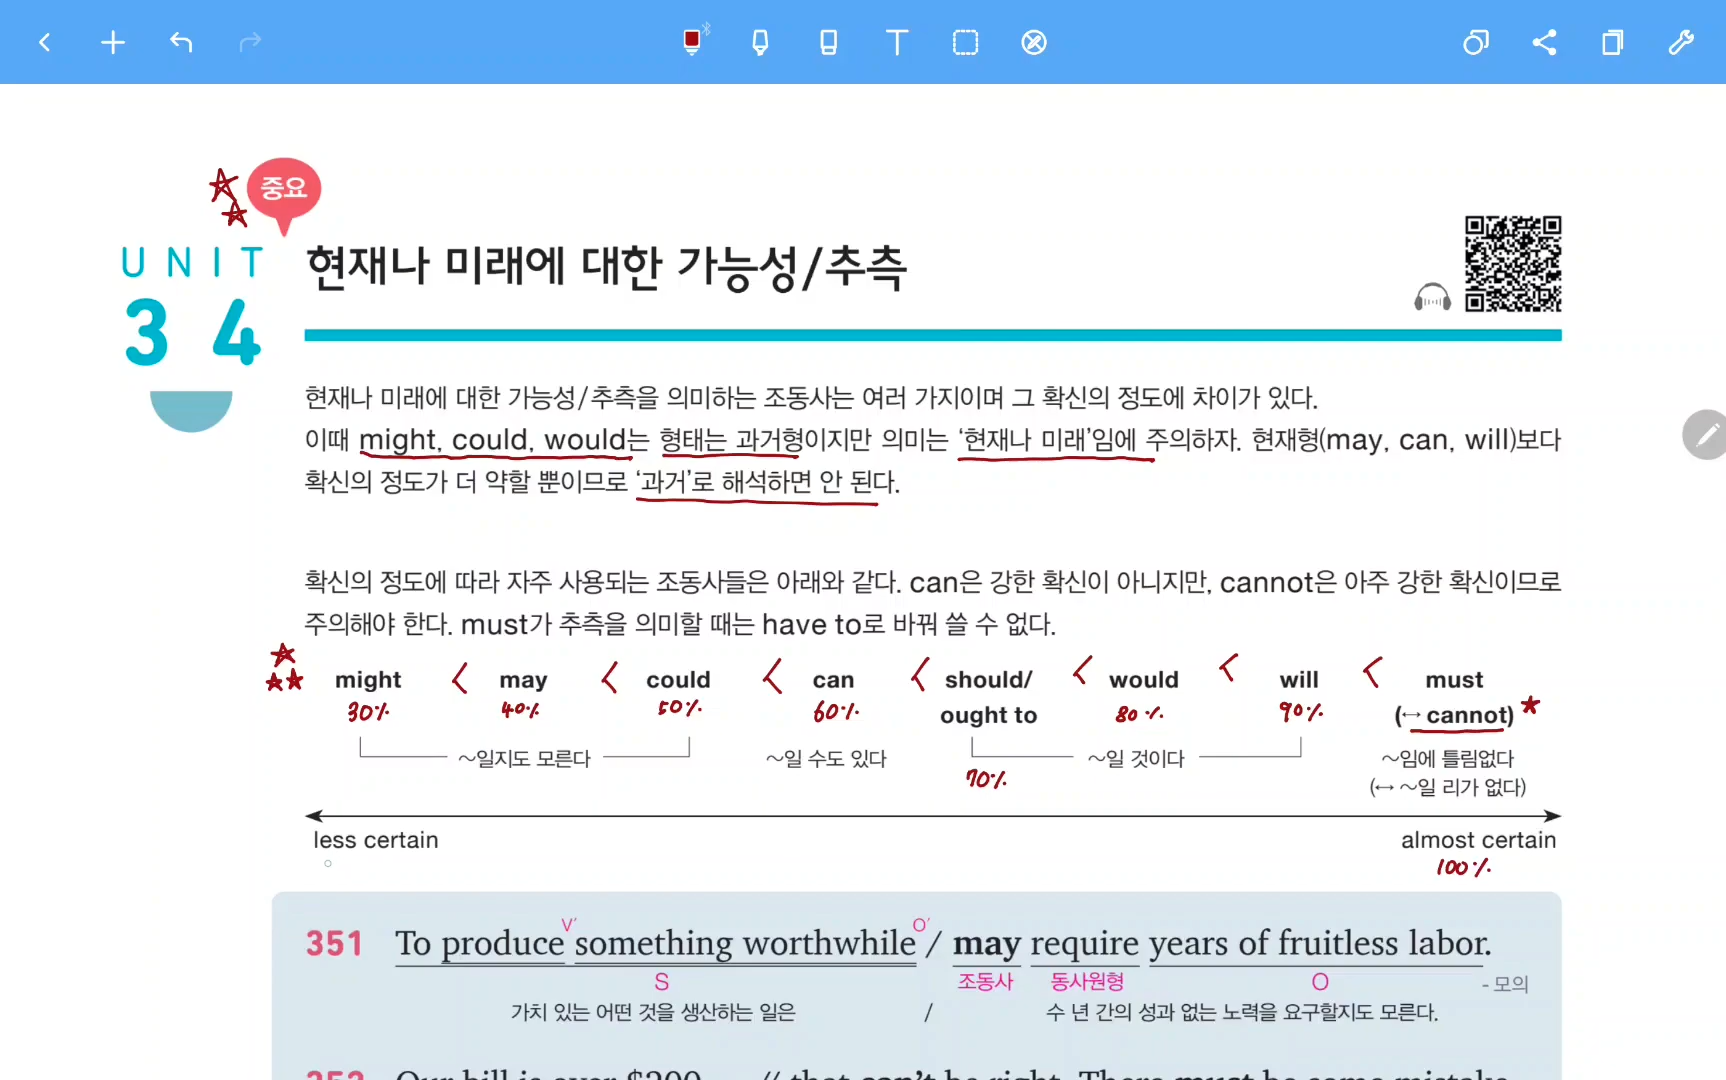 중요
UNIT
34
현재나 미래에 대한 가능성/추측
현재나 미래에 대한 가능성/추측을 의미하는 조동사는 여러 가지이며 그 확신의 정도에 차이가 있다.
이때 might, could, would는 형태는 과거형이지만 의미는 ‘현재나 미래’임에 주의하자. 현재형(may, can, will)보다
확신의 정도가 더 약할 뿐이므로 ‘과거’로 해석하면 안 된다.
확신의 정도에 따라 자주 사용되는 조동사들은 아래와 같다. can은 강한 확신이 아니지만, cannot은 아주 강한 확신이므로
주의해야 한다. must가 추측을 의미할 때는 have to로 바꿔 쓸 수 없다.
might < may < could < can < should/ < would < will < must
30% 40% 50% 60% ought to 80% 90% (↔ cannot)
~일지도 모른다 ~일 수도 있다 ~일 것이다 ~임에 틀림없다
70% (↔ ~일 리가 없다)
less certain almost certain
100%
V′ O′
351 To produce something worthwhile / may require years of fruitless labor.
S 조동사 동사원형 O - 모의
가치 있는 어떤 것을 생산하는 일은 / 수 년 간의 성과 없는 노력을 요구할지도 모른다.
Our bill is over $200 // that can't be right. There must be some mistake